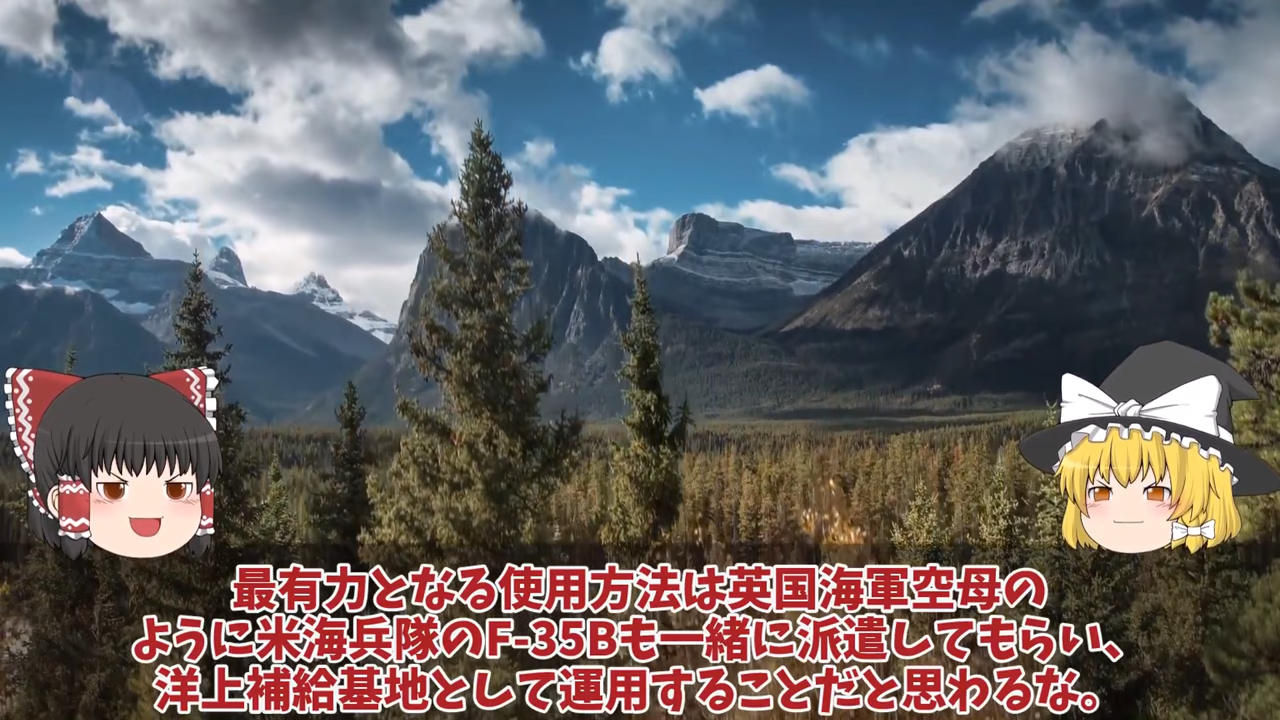 最有力となる使用方法は英国海軍空母の
ように米海兵隊のF-35Bも一緒に派遣してもらい、
洋上補給基地として運用することだと思わるな。